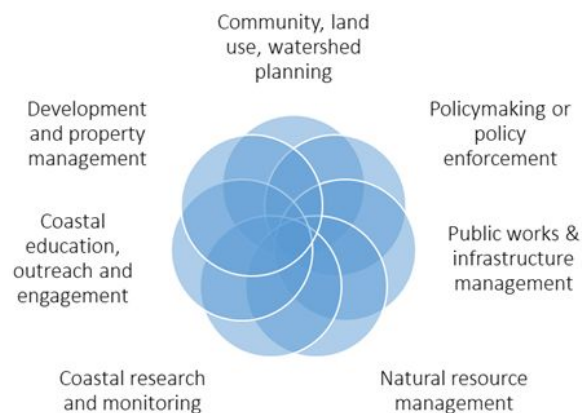 Community, land
use, watershed
planning
Policymaking or
policy
enforcement
Public works &
infrastructure
management
Natural resource
management
Coastal research
and monitoring
Coastal
education,
outreach and
engagement
Development
and property
management